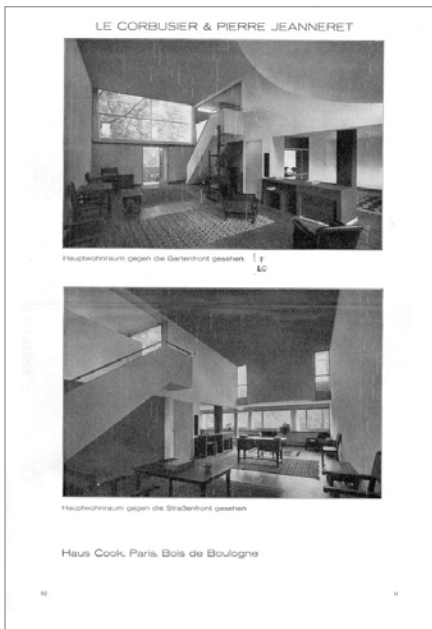 LE CORBUSIER & PIERRE JEANNERET
Hauptwohnraum gegen die Gartenfront gesehen
LC
Hauptwohnraum gegen die Straßenfront gesehen
Haus Cook, Paris, Bois de Boulogne